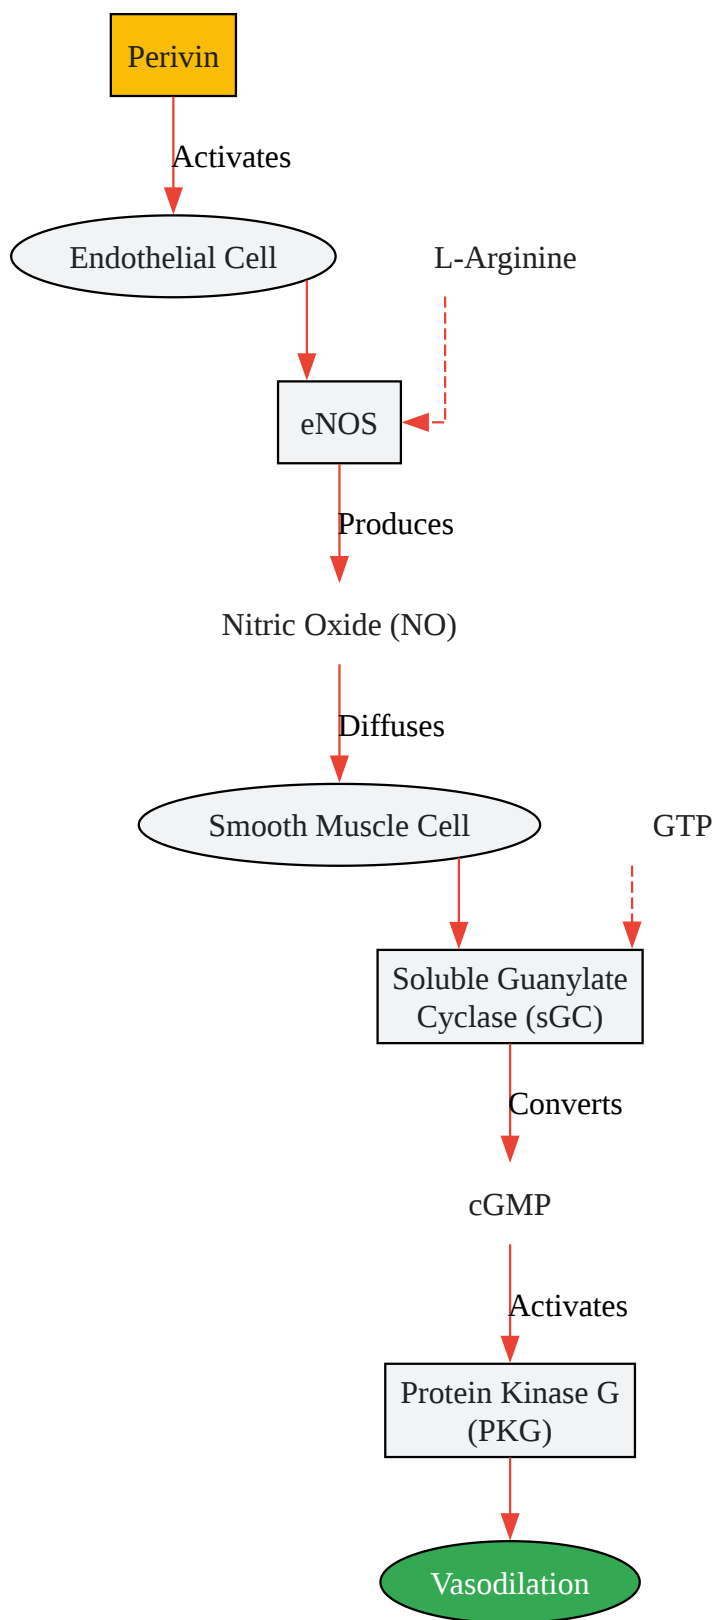 Perivin
Activates
Endothelial Cell
L-Arginine
eNOS
Produces
Nitric Oxide (NO)
Diffuses
Smooth Muscle Cell
GTP
Soluble Guanylate
Cyclase (sGC)
Converts
cGMP
Activates
Protein Kinase G
(PKG)
Vasodilation